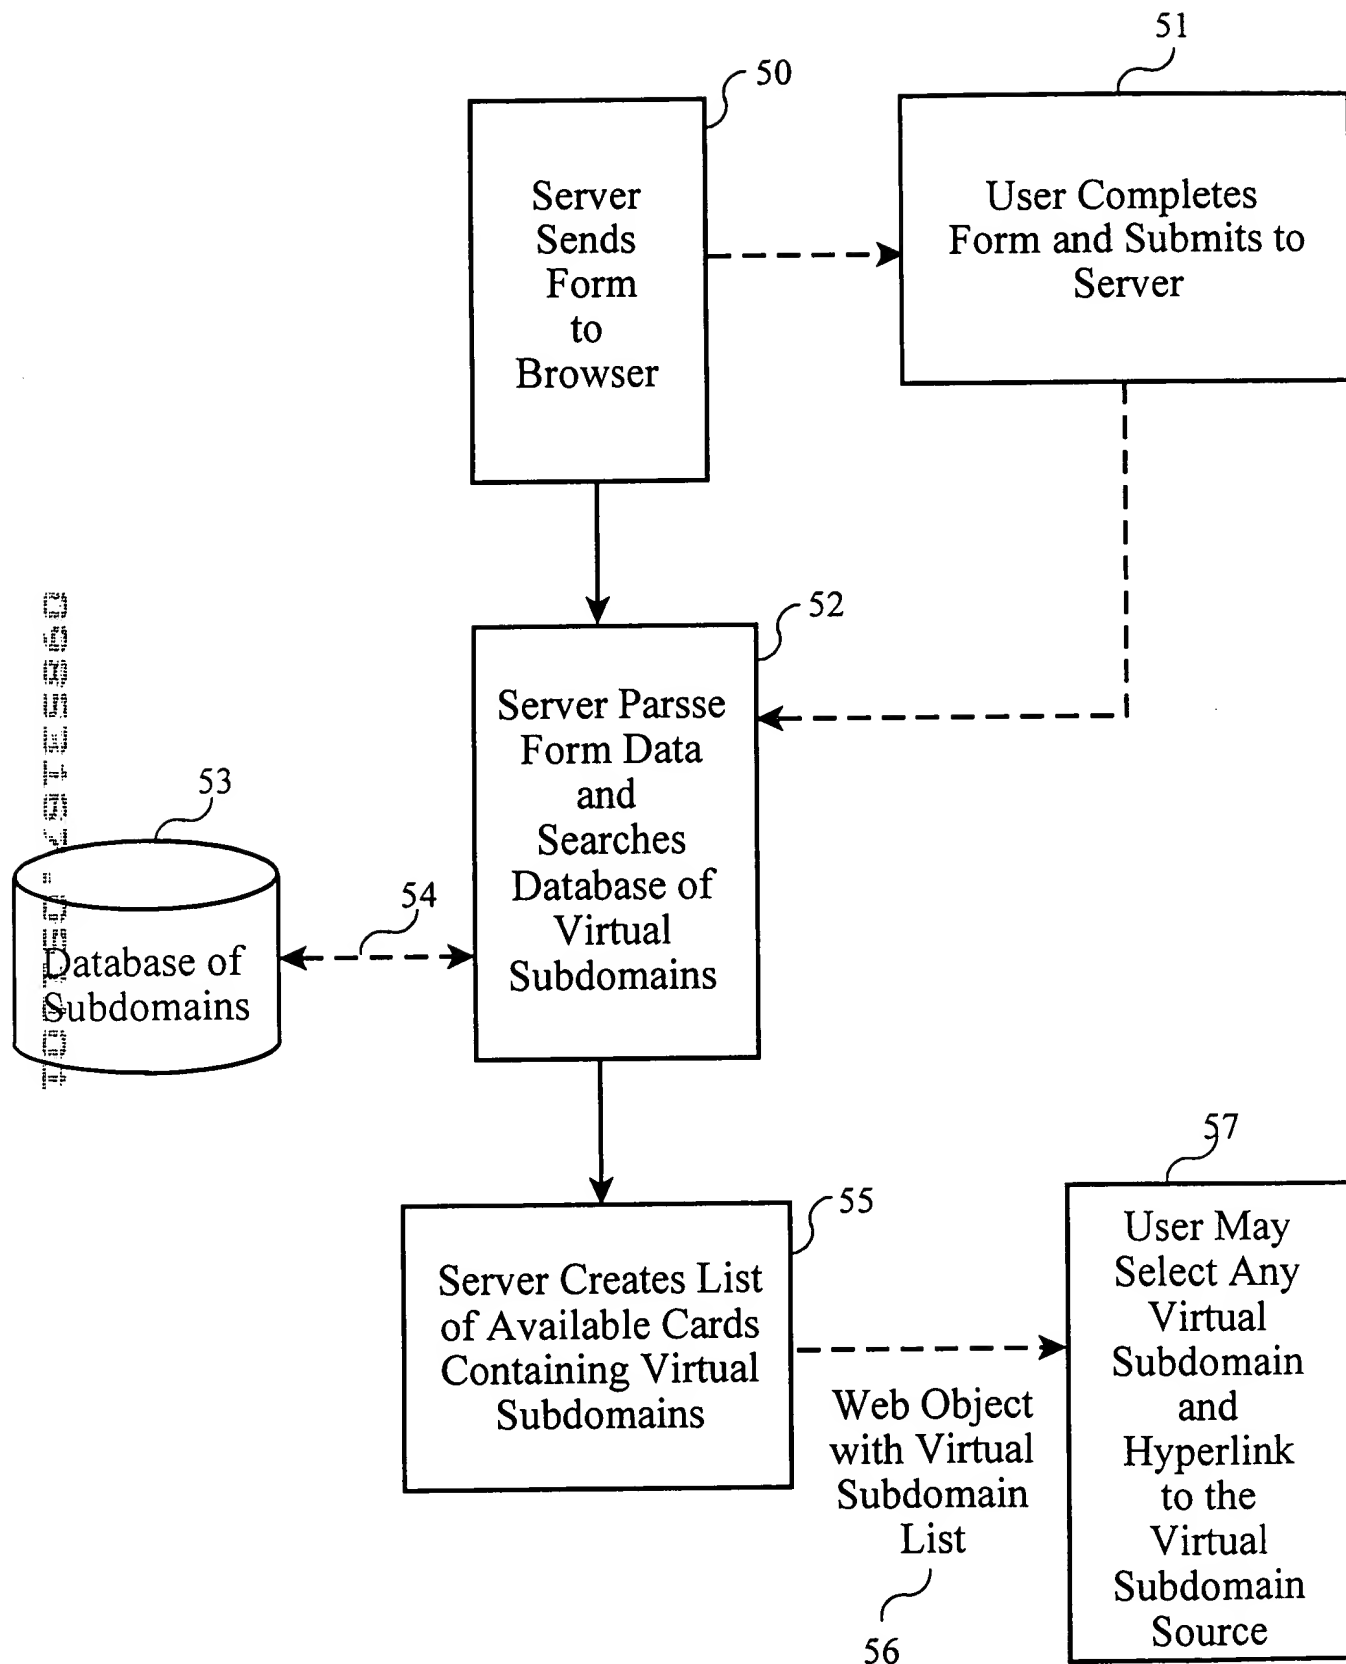 50
Server
Sends
Form
to
Browser
51
User Completes
Form and Submits to
Server
52
Server Parsse
Form Data
and
Searches
Database of
Virtual
Subdomains
53
Database of
Subdomains
54
55
Server Creates List
of Available Cards
Containing Virtual
Subdomains
Web Object
with Virtual
Subdomain
List
56
57
User May
Select Any
Virtual
Subdomain
and
Hyperlink
to the
Virtual
Subdomain
Source